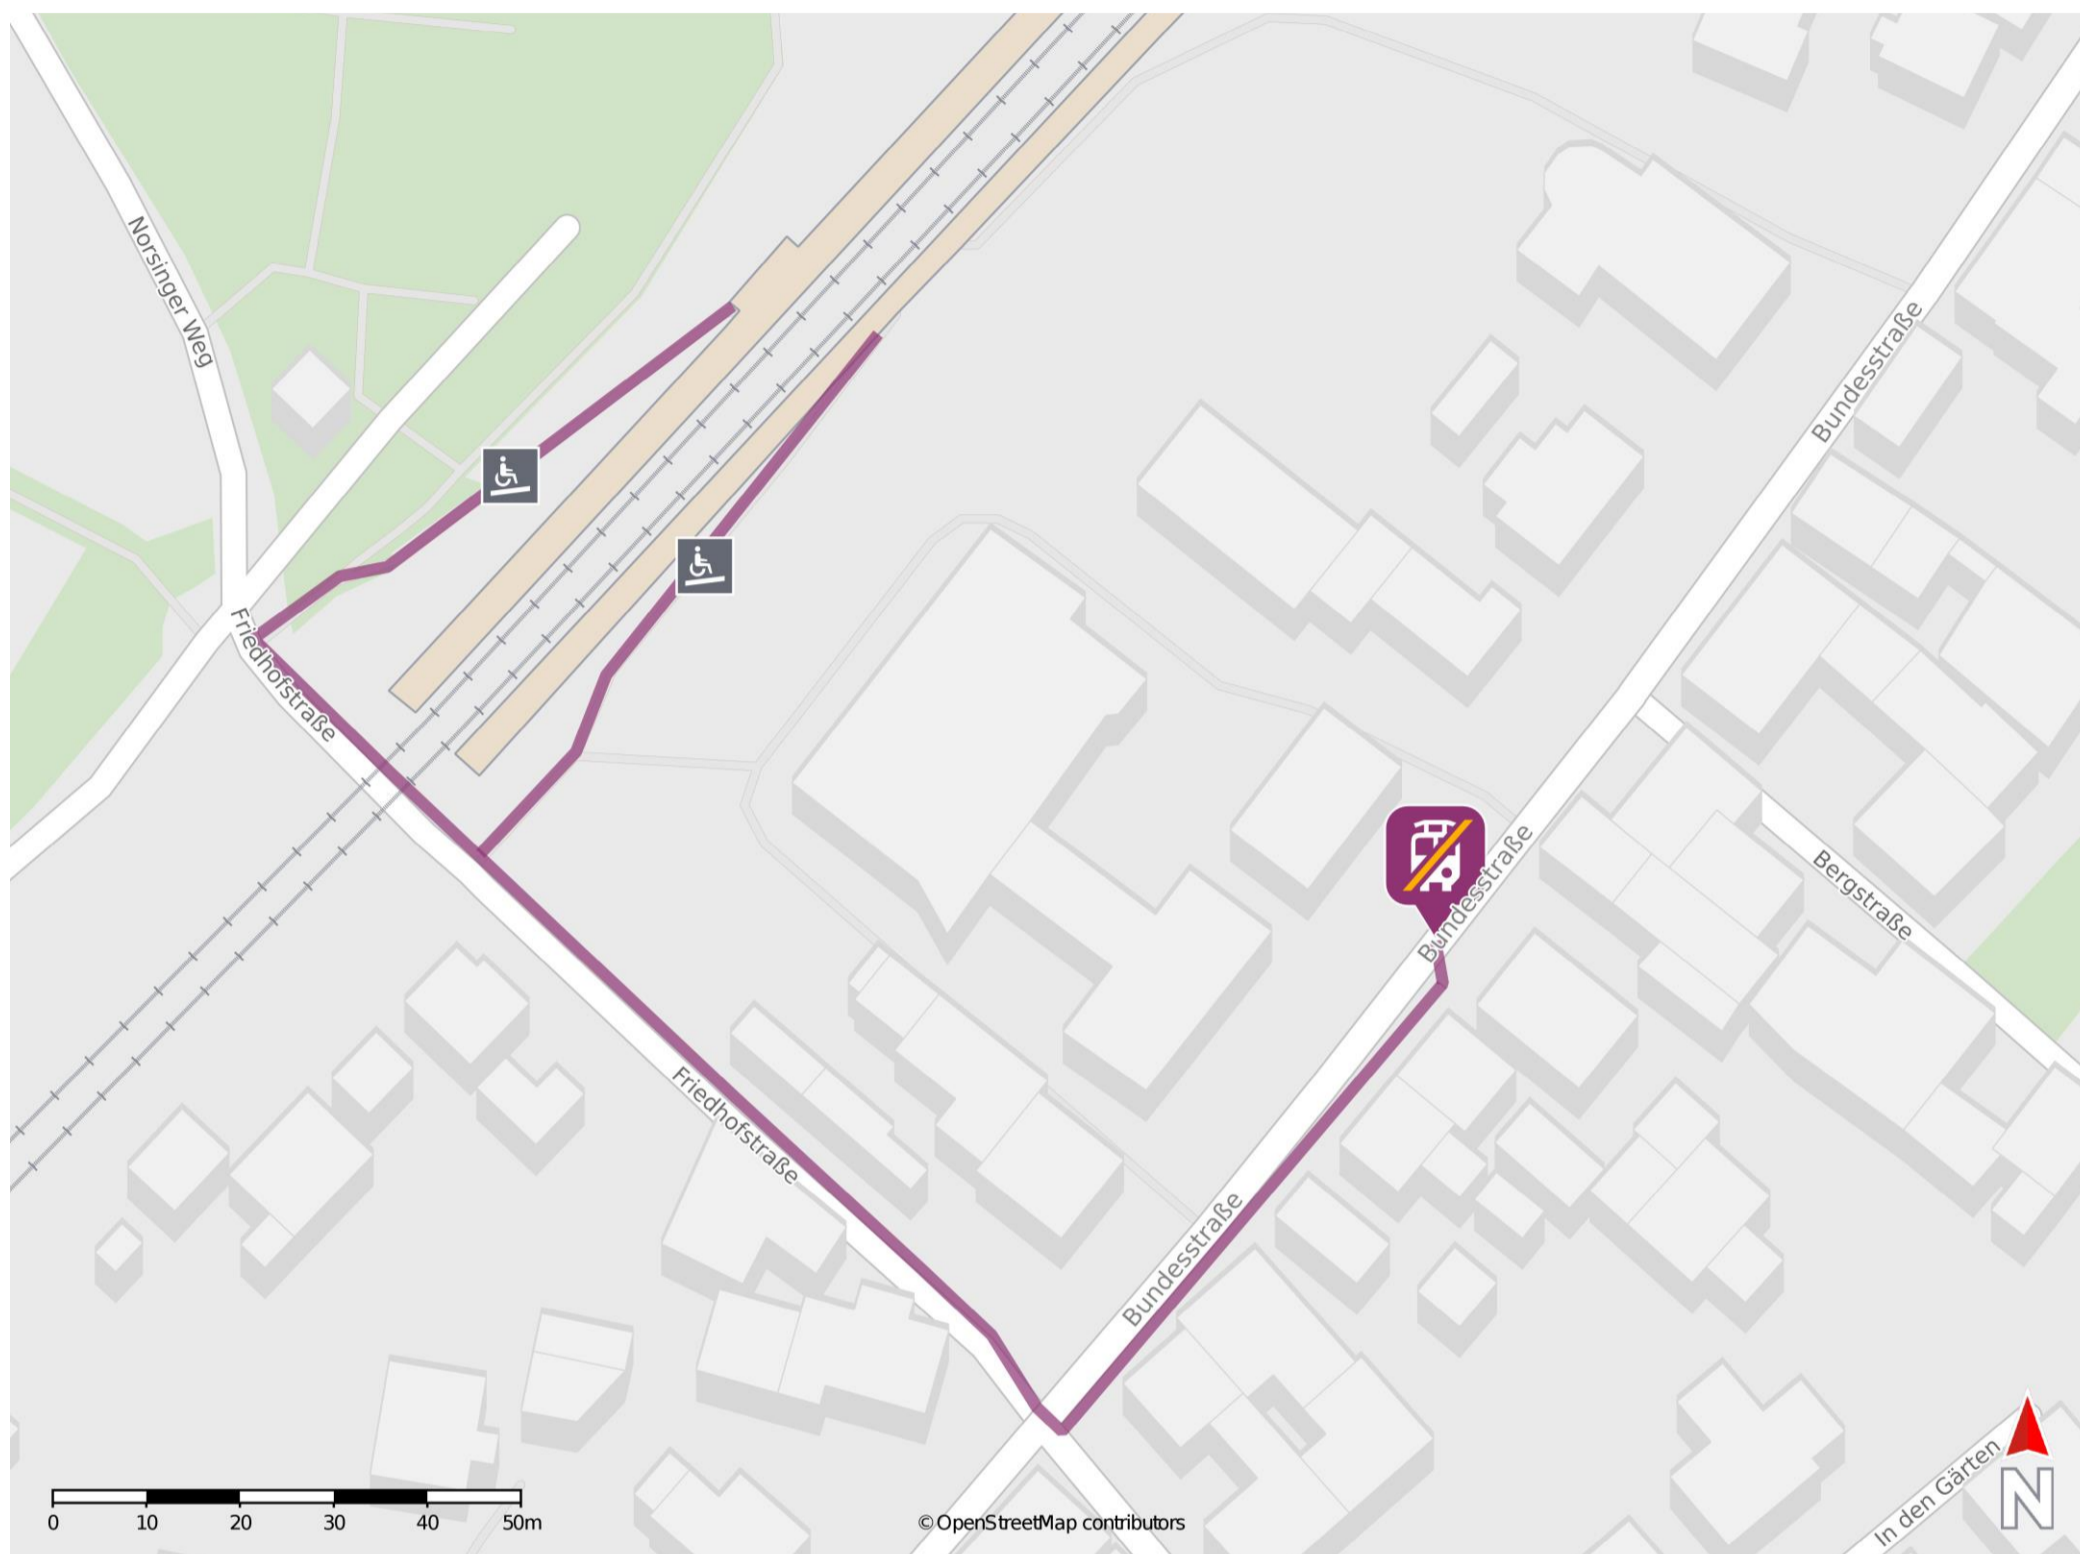 Norsinger Weg
Bundesstraße
Friedhofstraße
Bundesstraße
Bergstraße
Friedhofstraße
Bundesstraße
In den Gärten
N
0 10 20 30 40 50m
© OpenStreetMap contributors